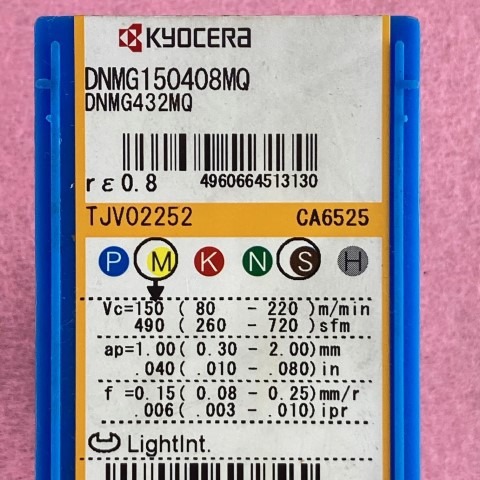 KYOCERA
DNMG150408MQ
DNMG432MQ
rε0.8 4960664513130
TJV02252 CA6525
P M K N S H
Vc=150 ( 80 - 220 )m/min
490 ( 260 - 720 )sfm
ap=1.00( 0.30 - 2.00)mm
.040( .010 - .080)in
f =0.15( 0.08 - 0.25)mm/r
.006( .003 - .010)ipr
LightInt.